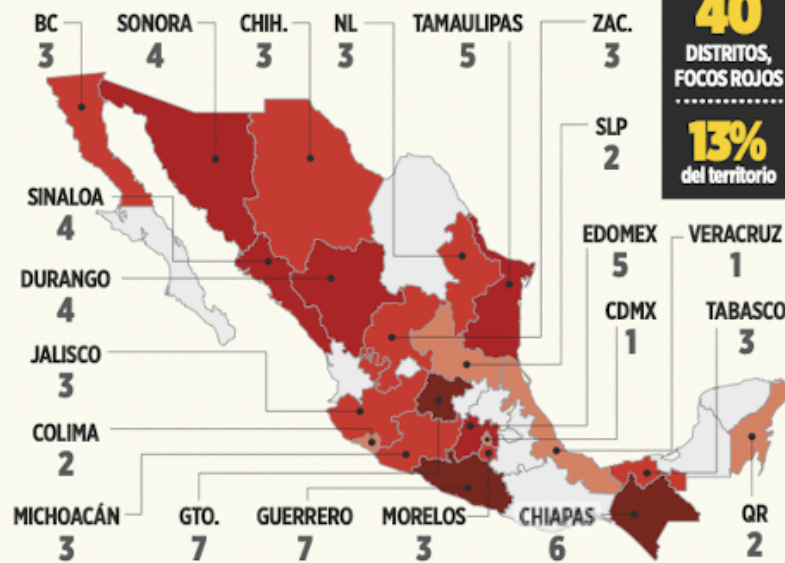 BC
3
SONORA
4
CHIH.
3
NL
3
TAMAULIPAS
5
ZAC.
3
40
DISTRITOS,
FOCOS ROJOS
13%
del territorio
SLP
2
SINALOA
4
EDOMEX
5
VERACRUZ
1
DURANGO
4
CDMX
1
TABASCO
3
JALISCO
3
COLIMA
2
MICHOACÁN
3
GTO.
7
GUERRERO
7
MORELOS
3
CHIAPAS
6
QR
2